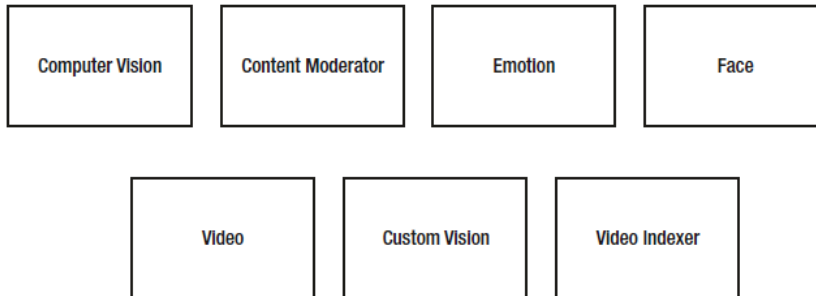 Computer Vision
Content Moderator
Emotion
Face
Video
Custom Vision
Video Indexer